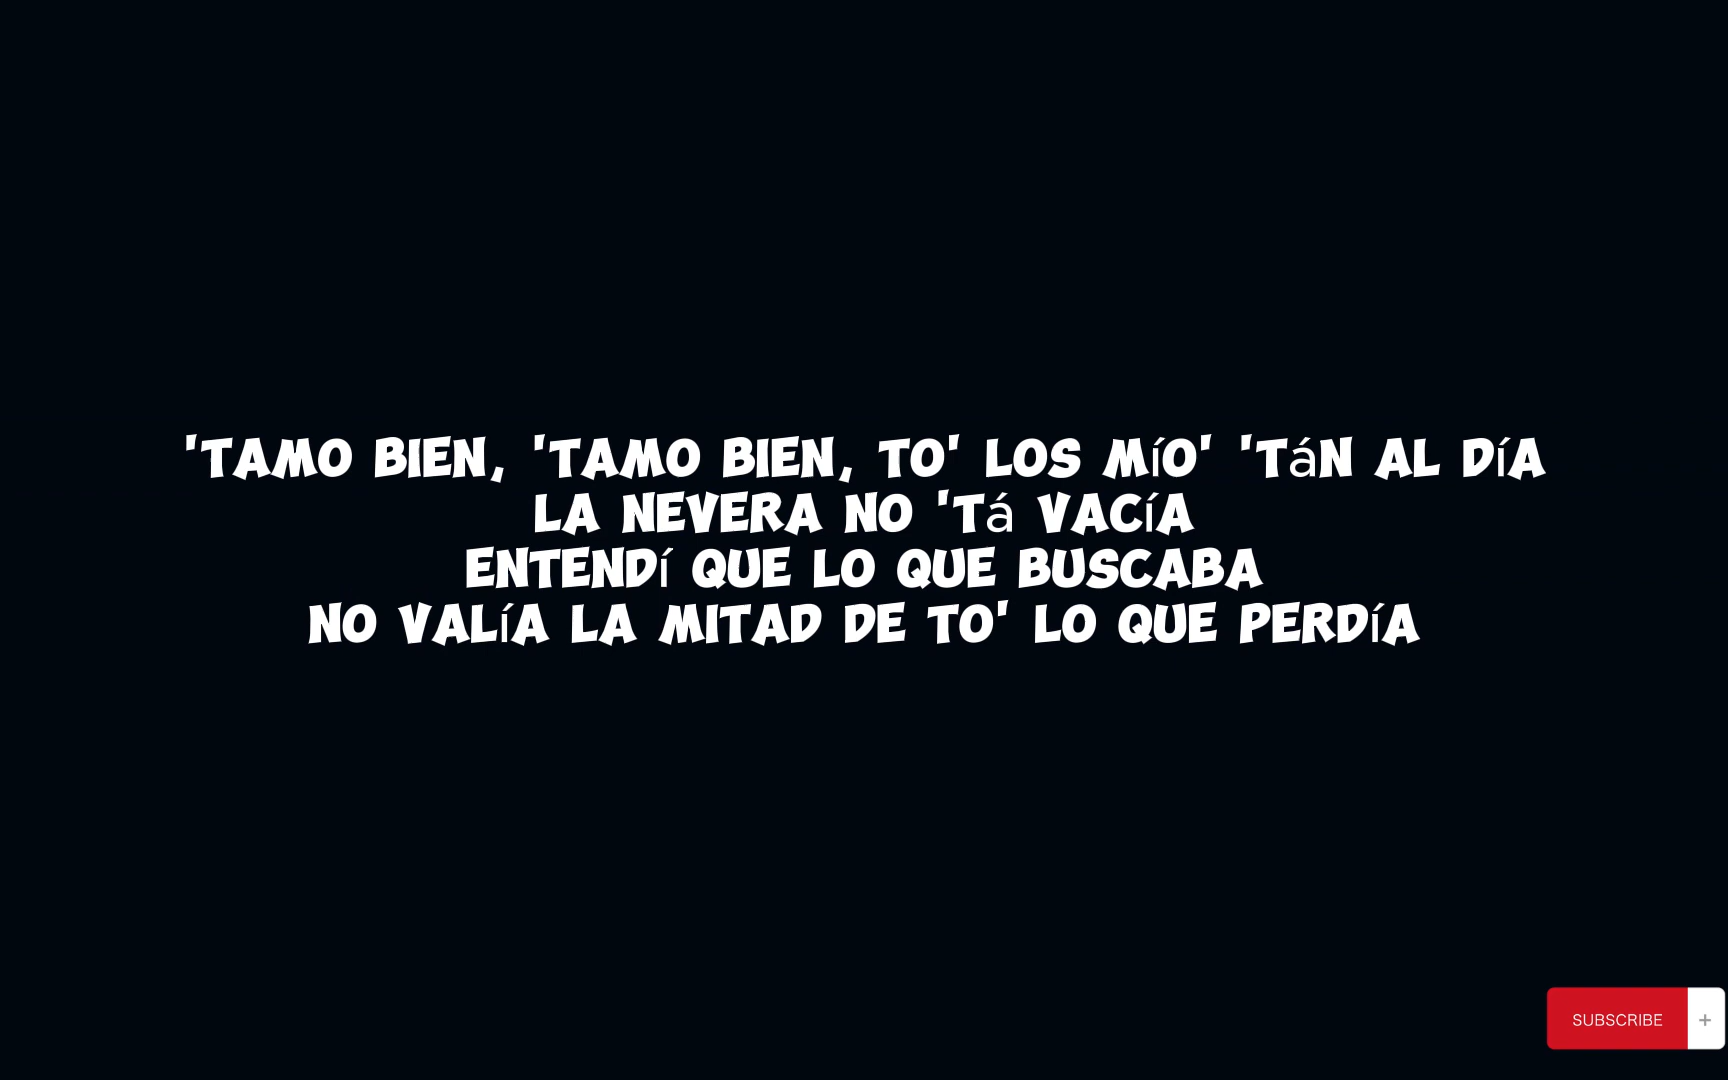 'TAMO BIEN, 'TAMO BIEN, TO' LOS MíO' 'TáN AL DíA
LA NEVERA NO 'Tá VACíA
ENTENDí QUE LO QUE BUSCABA
NO VALíA LA MITAD DE TO' LO QUE PERDíA
SUBSCRIBE +